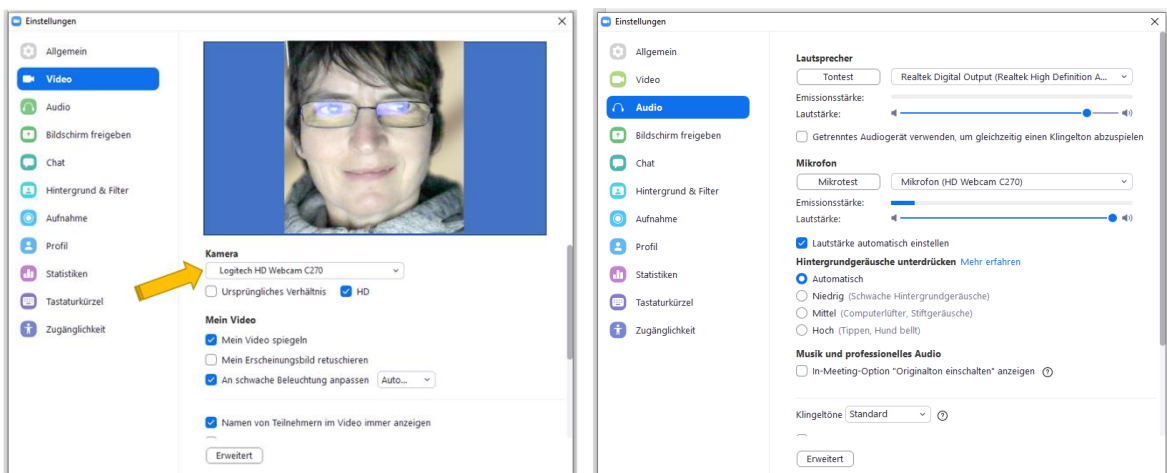 Einstellungen
Allgemein
Video
Audio
Bildschirm freigeben
Chat
Hintergrund & Filter
Aufnahme
Profil
Statistiken
Tastaturkürzel
Zugänglichkeit
Kamera
Logitech HD Webcam C270
Ursprüngliches Verhältnis HD
Mein Video
Mein Video spiegeln
Mein Erscheinungsbild retuschieren
An schwache Beleuchtung anpassen Auto...
Namen von Teilnehmern im Video immer anzeigen
Erweitert
Einstellungen
Allgemein
Video
Audio
Bildschirm freigeben
Chat
Hintergrund & Filter
Aufnahme
Profil
Statistiken
Tastaturkürzel
Zugänglichkeit
Lautsprecher
Tontest Realtek Digital Output (Realtek High Definition A...
Emissionsstärke:
Lautstärke:
Getrenntes Audiogerät verwenden, um gleichzeitig einen Klingelton abzuspielen
Mikrofon
Mikrotest Mikrofon (HD Webcam C270)
Emissionsstärke:
Lautstärke:
Lautstärke automatisch einstellen
Hintergrundgeräusche unterdrücken Mehr erfahren
Automatisch
Niedrig (Schwache Hintergrundgeräusche)
Mittel (Computerlüfter, Stiftgeräusche)
Hoch (Tippen, Hund bellt)
Musik und professionelles Audio
In-Meeting-Option "Originalton einschalten" anzeigen
Klingeltöne Standard
Erweitert